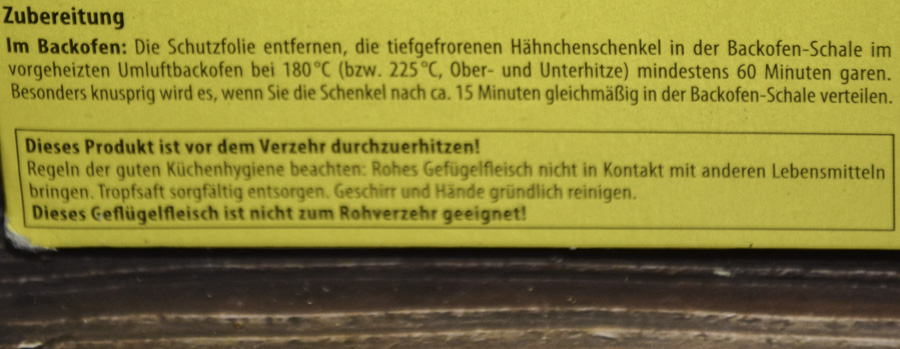 Zubereitung
Im Backofen: Die Schutzfolie entfernen, die tiefgefrorenen Hähnchenschenkel in der Backofen-Schale im
vorgeheizten Umluftbackofen bei 180°C (bzw. 225°C, Ober- und Unterhitze) mindestens 60 Minuten garen.
Besonders knusprig wird es, wenn Sie die Schenkel nach ca. 15 Minuten gleichmäßig in der Backofen-Schale verteilen.
Dieses Produkt ist vor dem Verzehr durchzuerhitzen!
Regeln der guten Küchenhygiene beachten: Rohes Gefügelfleisch nicht in Kontakt mit anderen Lebensmitteln
bringen. Tropfsaft sorgfältig entsorgen. Geschirr und Hände gründlich reinigen.
Dieses Geflügelfleisch ist nicht zum Rohverzehr geeignet!